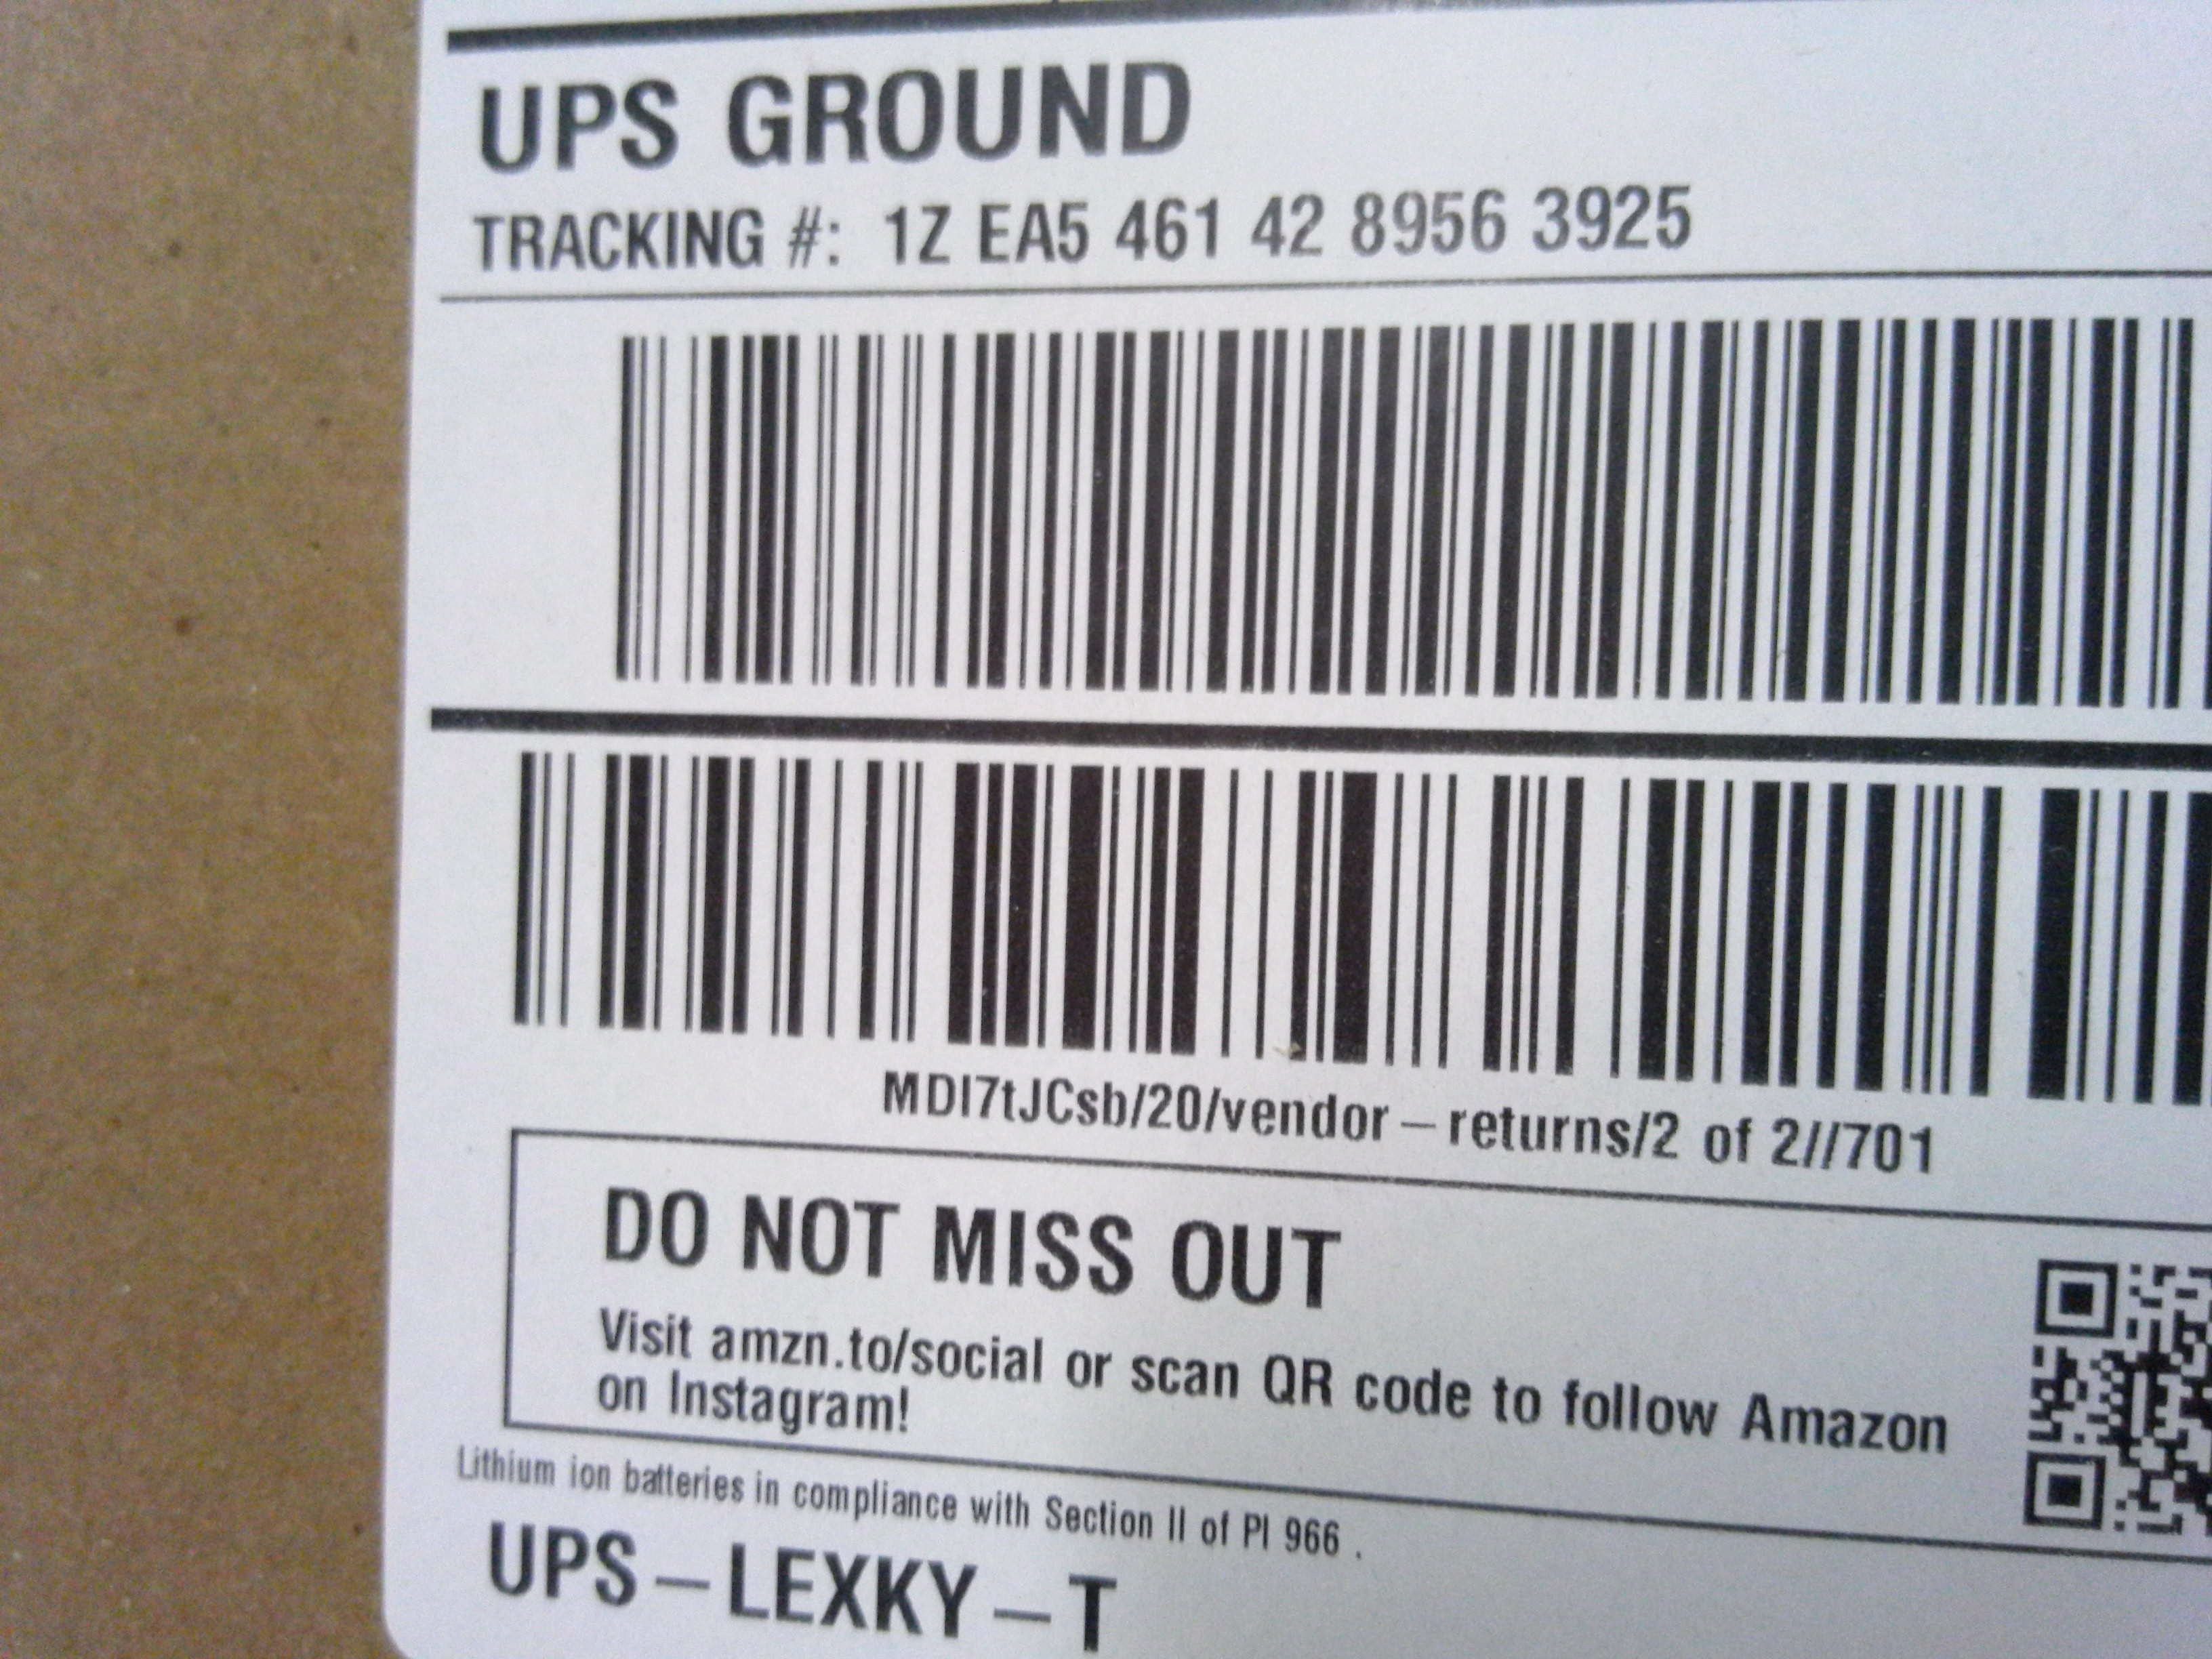 UPS GROUND
TRACKING #: 1Z EA5 461 42 8956 3925
MDI7tJCsb/20/vendor-returns/2 of 2//701
DO NOT MISS OUT
Visit amzn.to/social or scan QR code to follow Amazon
on Instagram!
Lithium ion batteries in compliance with Section II of PI 966 .
UPS-LEXKY-T